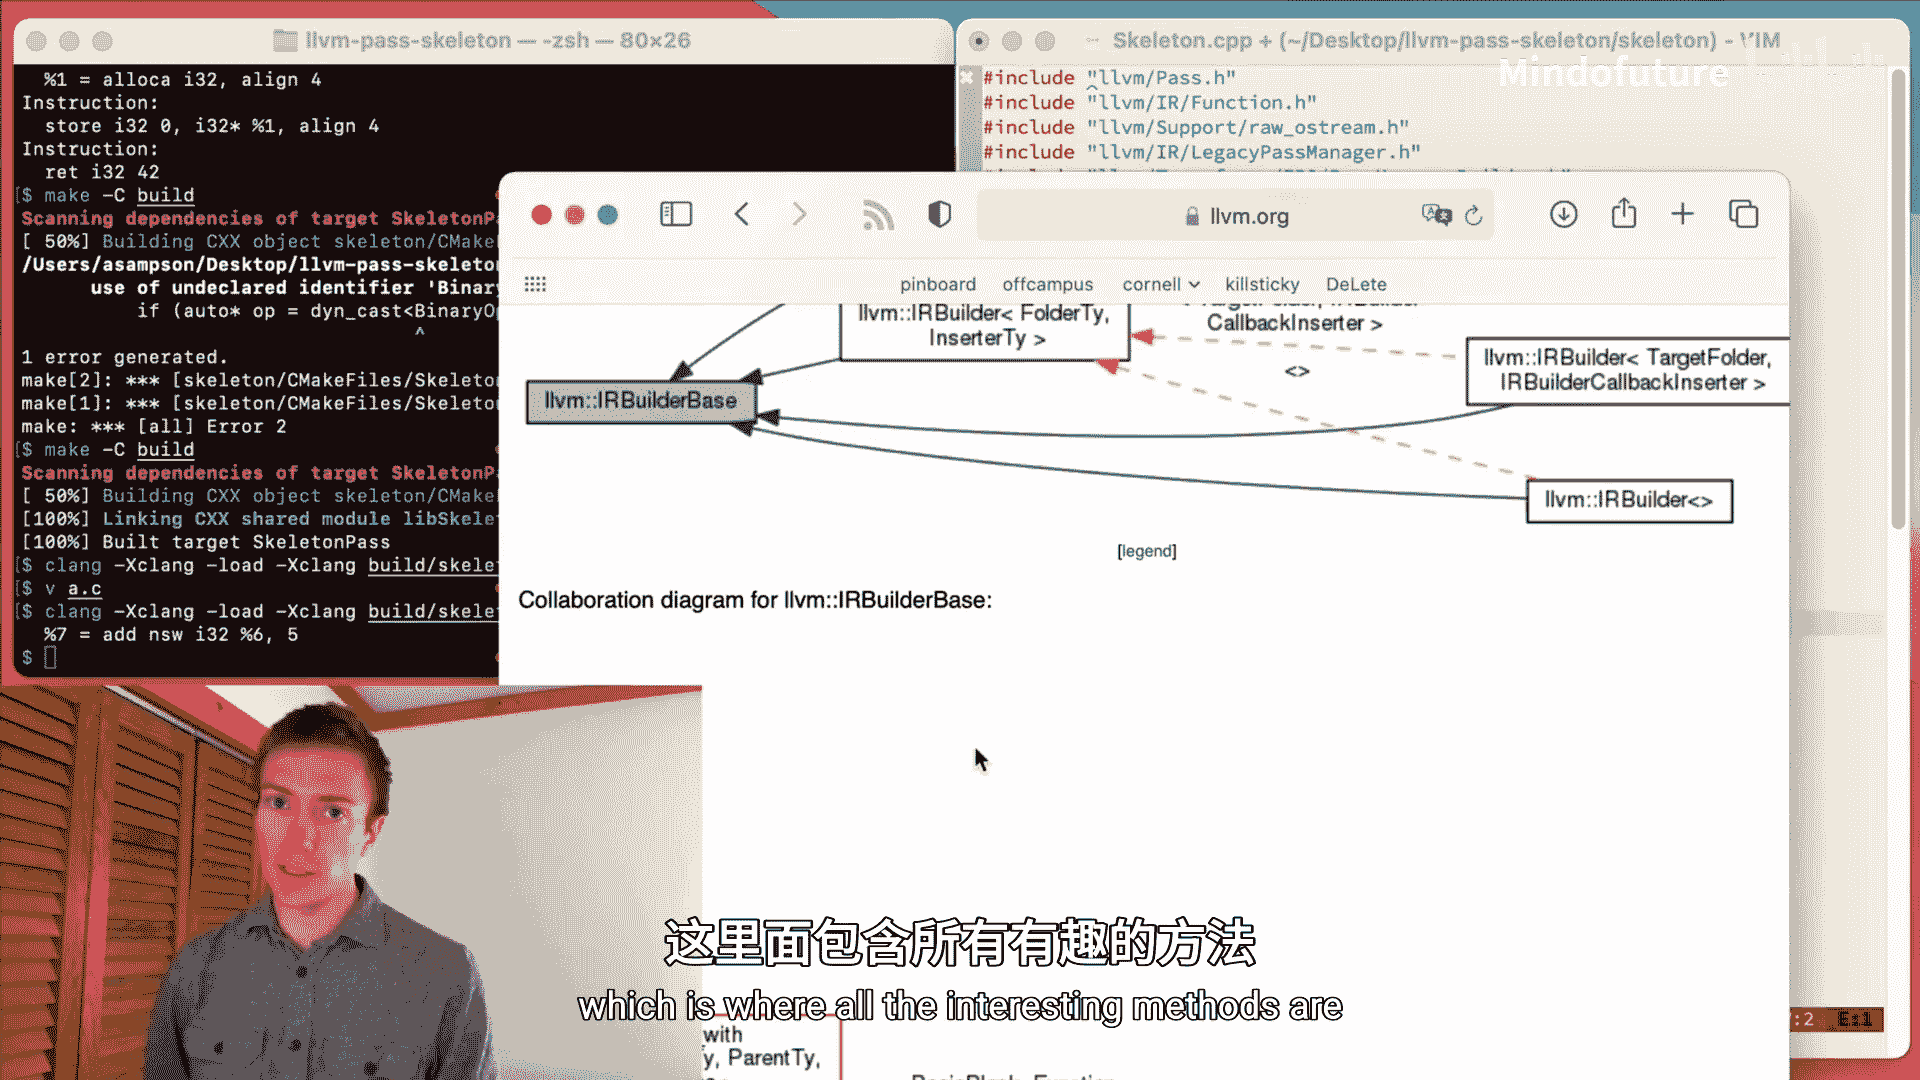 llvm-pass-skeleton — -zsh — 80×26
%1 = alloca i32, align 4
Instruction:
store i32 0, i32* %1, align 4
Instruction:
ret i32 42
$ make -C build
Scanning dependencies of target SkeletonP
[ 50%] Building CXX object skeleton/CMake
/Users/asampson/Desktop/llvm-pass-skeleto
use of undeclared identifier 'Binary
if (auto* op = dyn_cast<BinaryO
^
1 error generated.
make[2]: *** [skeleton/CMakeFiles/Skeleto
make[1]: *** [skeleton/CMakeFiles/Skeleto
make: *** [all] Error 2
$ make -C build
Scanning dependencies of target SkeletonP
[ 50%] Building CXX object skeleton/CMake
[100%] Linking CXX shared module libSkele
[100%] Built target SkeletonPass
$ clang -Xclang -load -Xclang build/skele
$ v a.c
$ clang -Xclang -load -Xclang build/skele
%7 = add nsw i32 %6, 5
$
Skeleton.cpp + (~/Desktop/llvm-pass-skeleton/skeleton) - VIM
Mindofuture
#include "llvm/Pass.h"
#include "llvm/IR/Function.h"
#include "llvm/Support/raw_ostream.h"
#include "llvm/IR/LegacyPassManager.h"
llvm.org
pinboard offcampus cornell killsticky DeLete
llvm::IRBuilder< FolderTy,
InserterTy >
CallbackInserter >
<>
llvm::IRBuilder< TargetFolder,
IRBuilderCallbackInserter >
llvm::IRBuilderBase
llvm::IRBuilder<>
[legend]
Collaboration diagram for llvm::IRBuilderBase:
这里面包含所有有趣的方法
which is where all the interesting methods are
with
y, ParentTy,
:2 E:1